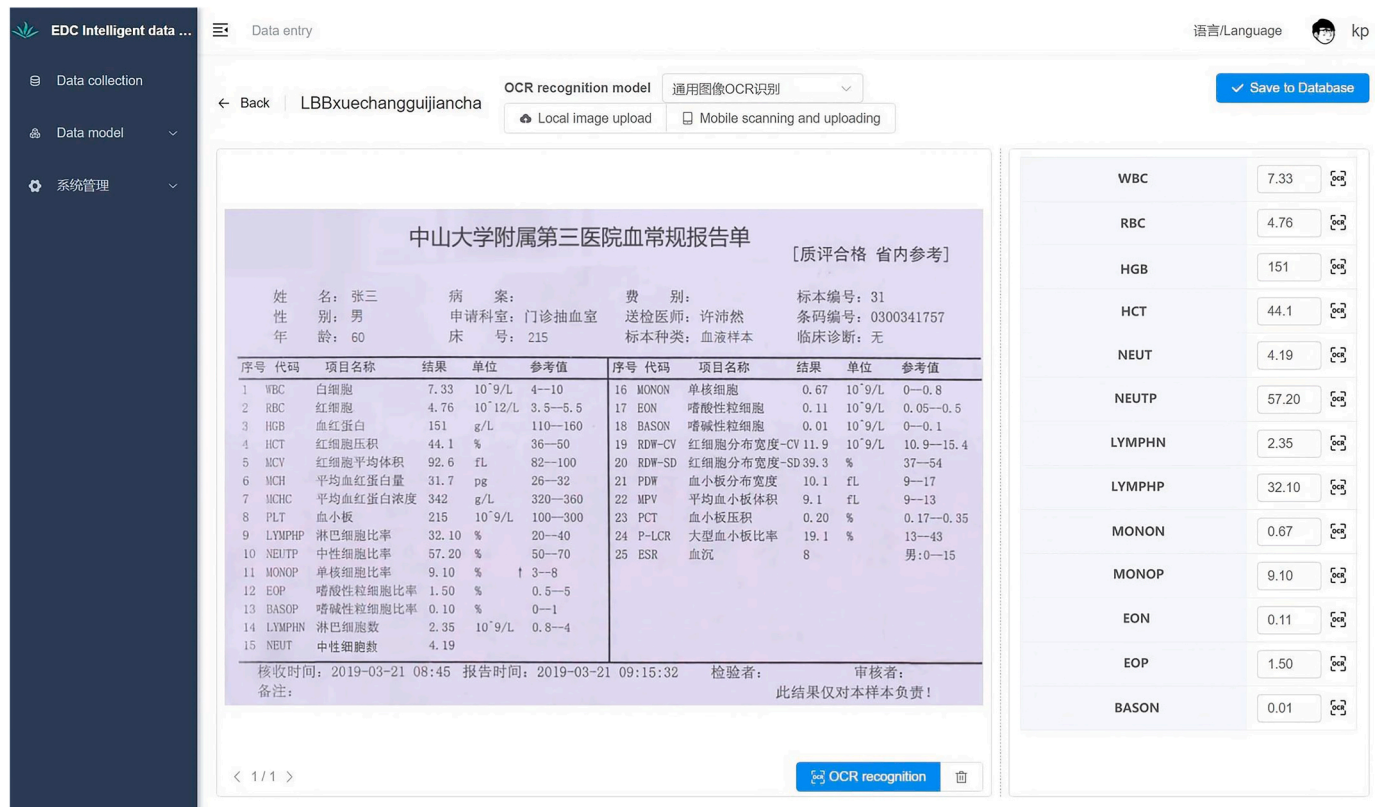 EDC Intelligent data ...
Data entry
语言/Language
kp
Data collection
Data model
系统管理
Back
LBBxuechangguijiancha
OCR recognition model
通用图像OCR识别
Local image upload
Mobile scanning and uploading
Save to Database
中山大学附属第三医院血常规报告单
[质评合格 省内参考]
姓 名: 张三 病 案: 费 别: 标本编号: 31
性 别: 男 申请科室: 门诊抽血室 送检医师: 许沛然 条码编号: 0300341757
年 龄: 60 床 号: 215 标本种类: 血液样本 临床诊断: 无
序号 代码 项目名称 结果 单位 参考值 序号 代码 项目名称 结果 单位 参考值
1 WBC 白细胞 7.33 10^9/L 4--10 16 MONON 单核细胞 0.67 10^9/L 0--0.8
2 RBC 红细胞 4.76 10^12/L 3.5--5.5 17 EON 嗜酸性粒细胞 0.11 10^9/L 0.05--0.5
3 HGB 血红蛋白 151 g/L 110--160 18 BASON 嗜碱性粒细胞 0.01 10^9/L 0--0.1
4 HCT 红细胞压积 44.1 % 36--50 19 RDW-CV 红细胞分布宽度-CV 11.9 10^9/L 10.9--15.4
5 MCV 红细胞平均体积 92.6 fL 82--100 20 RDW-SD 红细胞分布宽度-SD 39.3 % 37--54
6 MCH 平均血红蛋白量 31.7 pg 26--32 21 PDW 血小板分布宽度 10.1 fL 9--17
7 MCHC 平均血红蛋白浓度 342 g/L 320--360 22 MPV 平均血小板体积 9.1 fL 9--13
8 PLT 血小板 215 10^9/L 100--300 23 PCT 血小板压积 0.20 % 0.17--0.35
9 LYMPHP 淋巴细胞比率 32.10 % 20--40 24 P-LCR 大型血小板比率 19.1 % 13--43
10 NEUTP 中性细胞比率 57.20 % 50--70 25 ESR 血沉 8 男:0--15
11 MONOP 单核细胞比率 9.10 % ↑ 3--8
12 EOP 嗜酸性粒细胞比率 1.50 % 0.5--5
13 BASOP 嗜碱性粒细胞比率 0.10 % 0--1
14 LYMPHN 淋巴细胞数 2.35 10^9/L 0.8--4
15 NEUT 中性细胞数 4.19
核收时间: 2019-03-21 08:45 报告时间: 2019-03-21 09:15:32 检验者: 审核者:
备注: 此结果仅对本样本负责!
1 / 1
OCR recognition
WBC 7.33 OCR
RBC 4.76 OCR
HGB 151 OCR
HCT 44.1 OCR
NEUT 4.19 OCR
NEUTP 57.20 OCR
LYMPHN 2.35 OCR
LYMPHP 32.10 OCR
MONON 0.67 OCR
MONOP 9.10 OCR
EON 0.11 OCR
EOP 1.50 OCR
BASON 0.01 OCR